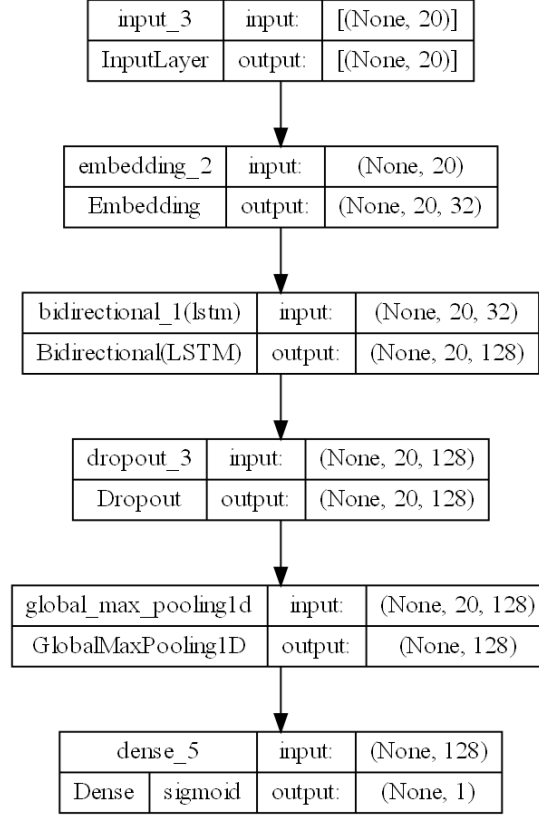 input_3 input: [(None, 20)]
InputLayer output: [(None, 20)]
embedding_2 input: (None, 20)
Embedding output: (None, 20, 32)
bidirectional_1(lstm) input: (None, 20, 32)
Bidirectional(LSTM) output: (None, 20, 128)
dropout_3 input: (None, 20, 128)
Dropout output: (None, 20, 128)
global_max_pooling1d input: (None, 20, 128)
GlobalMaxPooling1D output: (None, 128)
dense_5 input: (None, 128)
Dense sigmoid output: (None, 1)